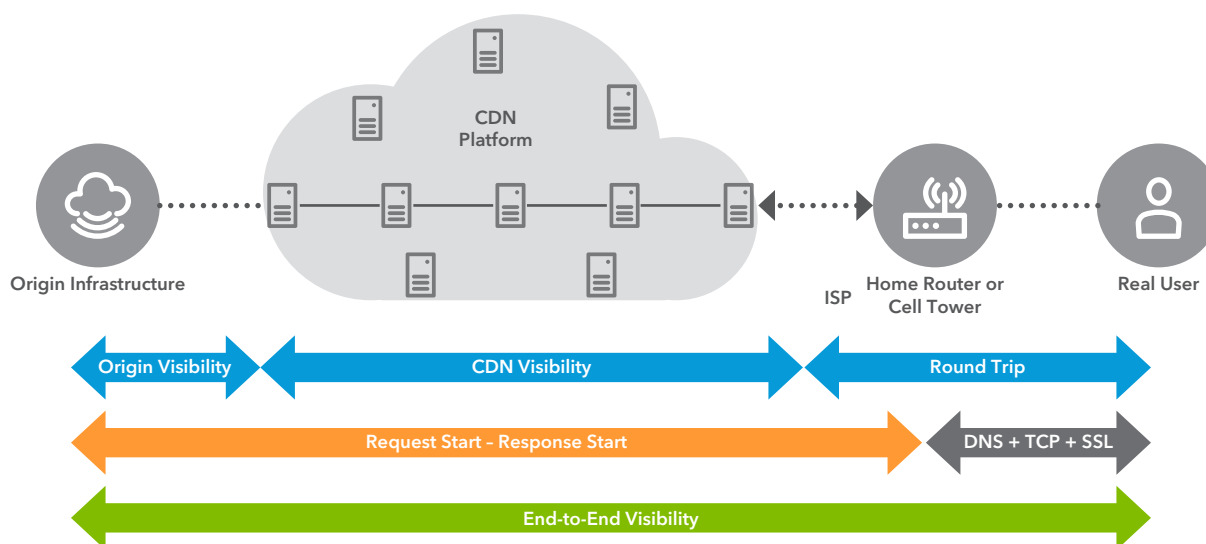 CDN
Platform
Origin Infrastructure
ISP
Home Router or
Cell Tower
Real User
Origin Visibility
CDN Visibility
Round Trip
Request Start – Response Start
DNS + TCP + SSL
End-to-End Visibility